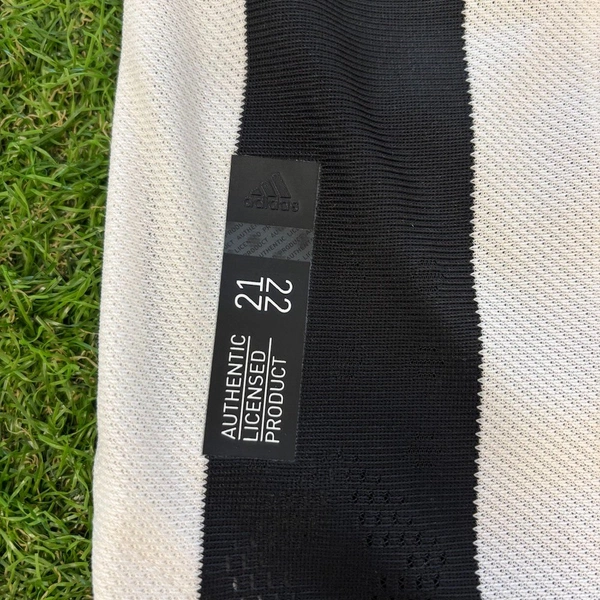 adidas
21
22
AUTHENTIC
LICENSED
PRODUCT